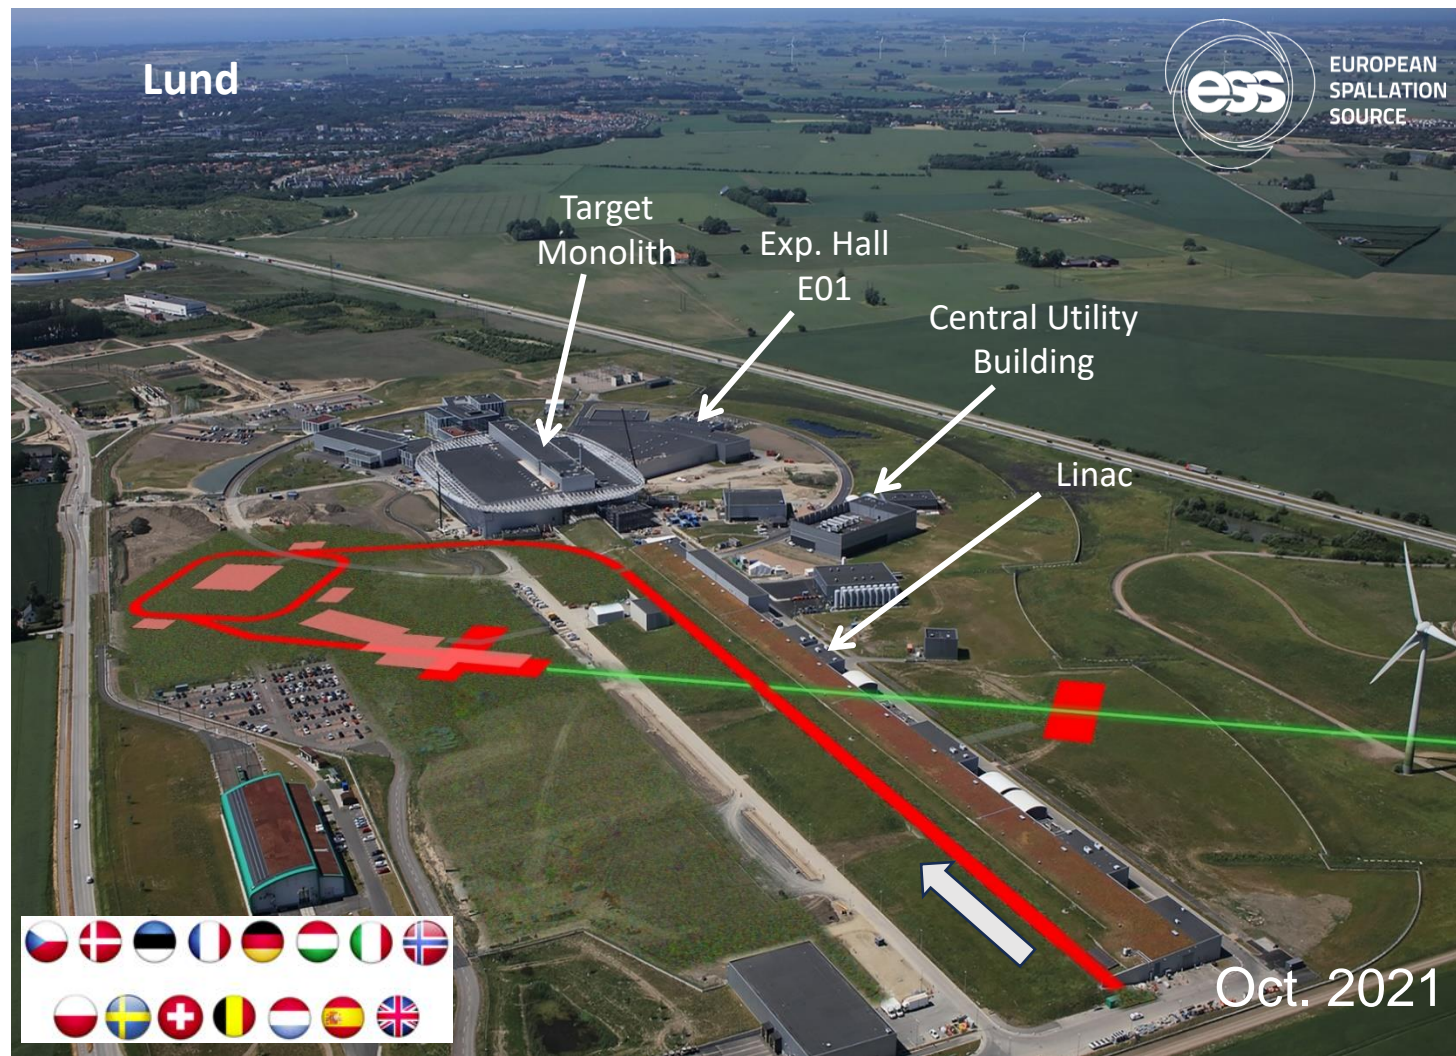 Lund
ess
EUROPEAN
SPALLATION
SOURCE
Target
Monolith
Exp. Hall
E01
Central Utility
Building
Linac
Oct. 2021